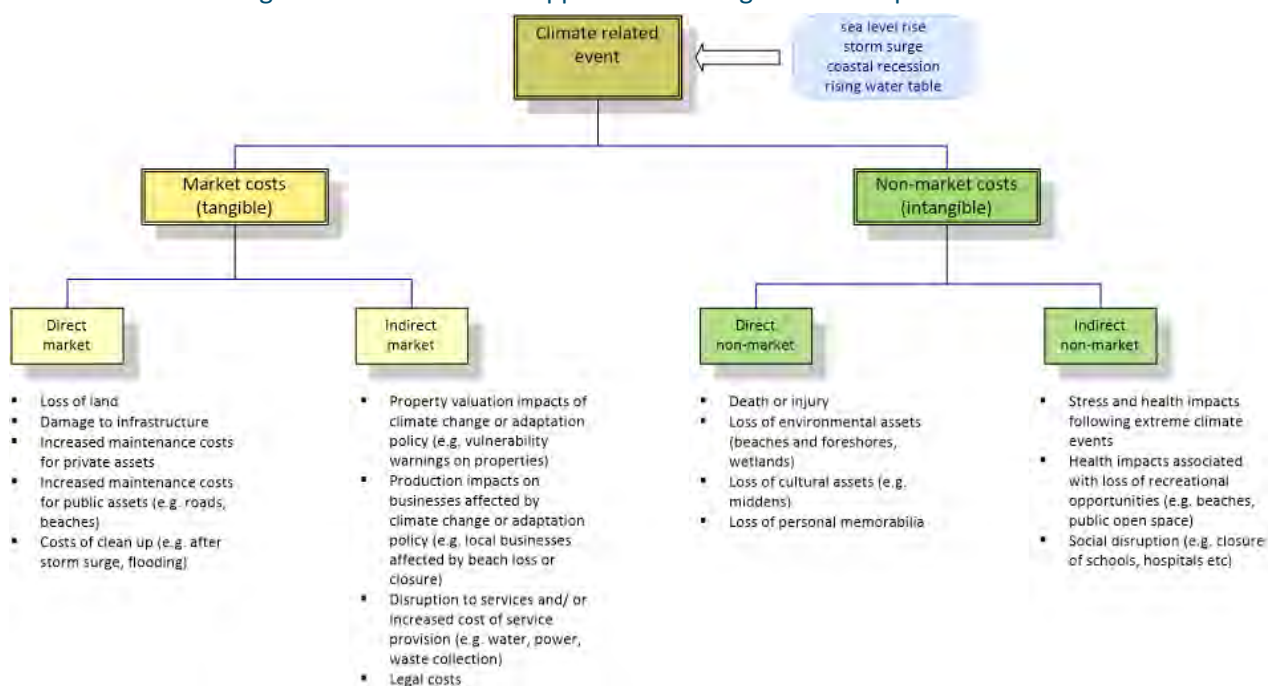 Climate related
event
sea level rise
storm surge
coastal recession
rising water table
Market costs
(tangible)
Non-market costs
(intangible)
Direct
market
Indirect
market
Direct
non-market
Indirect
non-market
▪ Loss of land
▪ Damage to infrastructure
▪ Increased maintenance costs
for private assets
▪ Increased maintenance costs
for public assets (e.g. roads,
beaches)
▪ Costs of clean up (e.g. after
storm surge, flooding)
▪ Property valuation impacts of
climate change or adaptation
policy (e.g. vulnerability
warnings on properties)
▪ Production impacts on
businesses affected by
climate change or adaptation
policy (e.g. local businesses
affected by beach loss or
closure)
▪ Disruption to services and/ or
increased cost of service
provision (e.g. water, power,
waste collection)
▪ Legal costs
▪ Death or injury
▪ Loss of environmental assets
(beaches and foreshores,
wetlands)
▪ Loss of cultural assets (e.g.
middens)
▪ Loss of personal memorabilia
▪ Stress and health impacts
following extreme climate
events
▪ Health impacts associated
with loss of recreational
opportunities (e.g. beaches,
public open space)
▪ Social disruption (e.g. closure
of schools, hospitals etc)